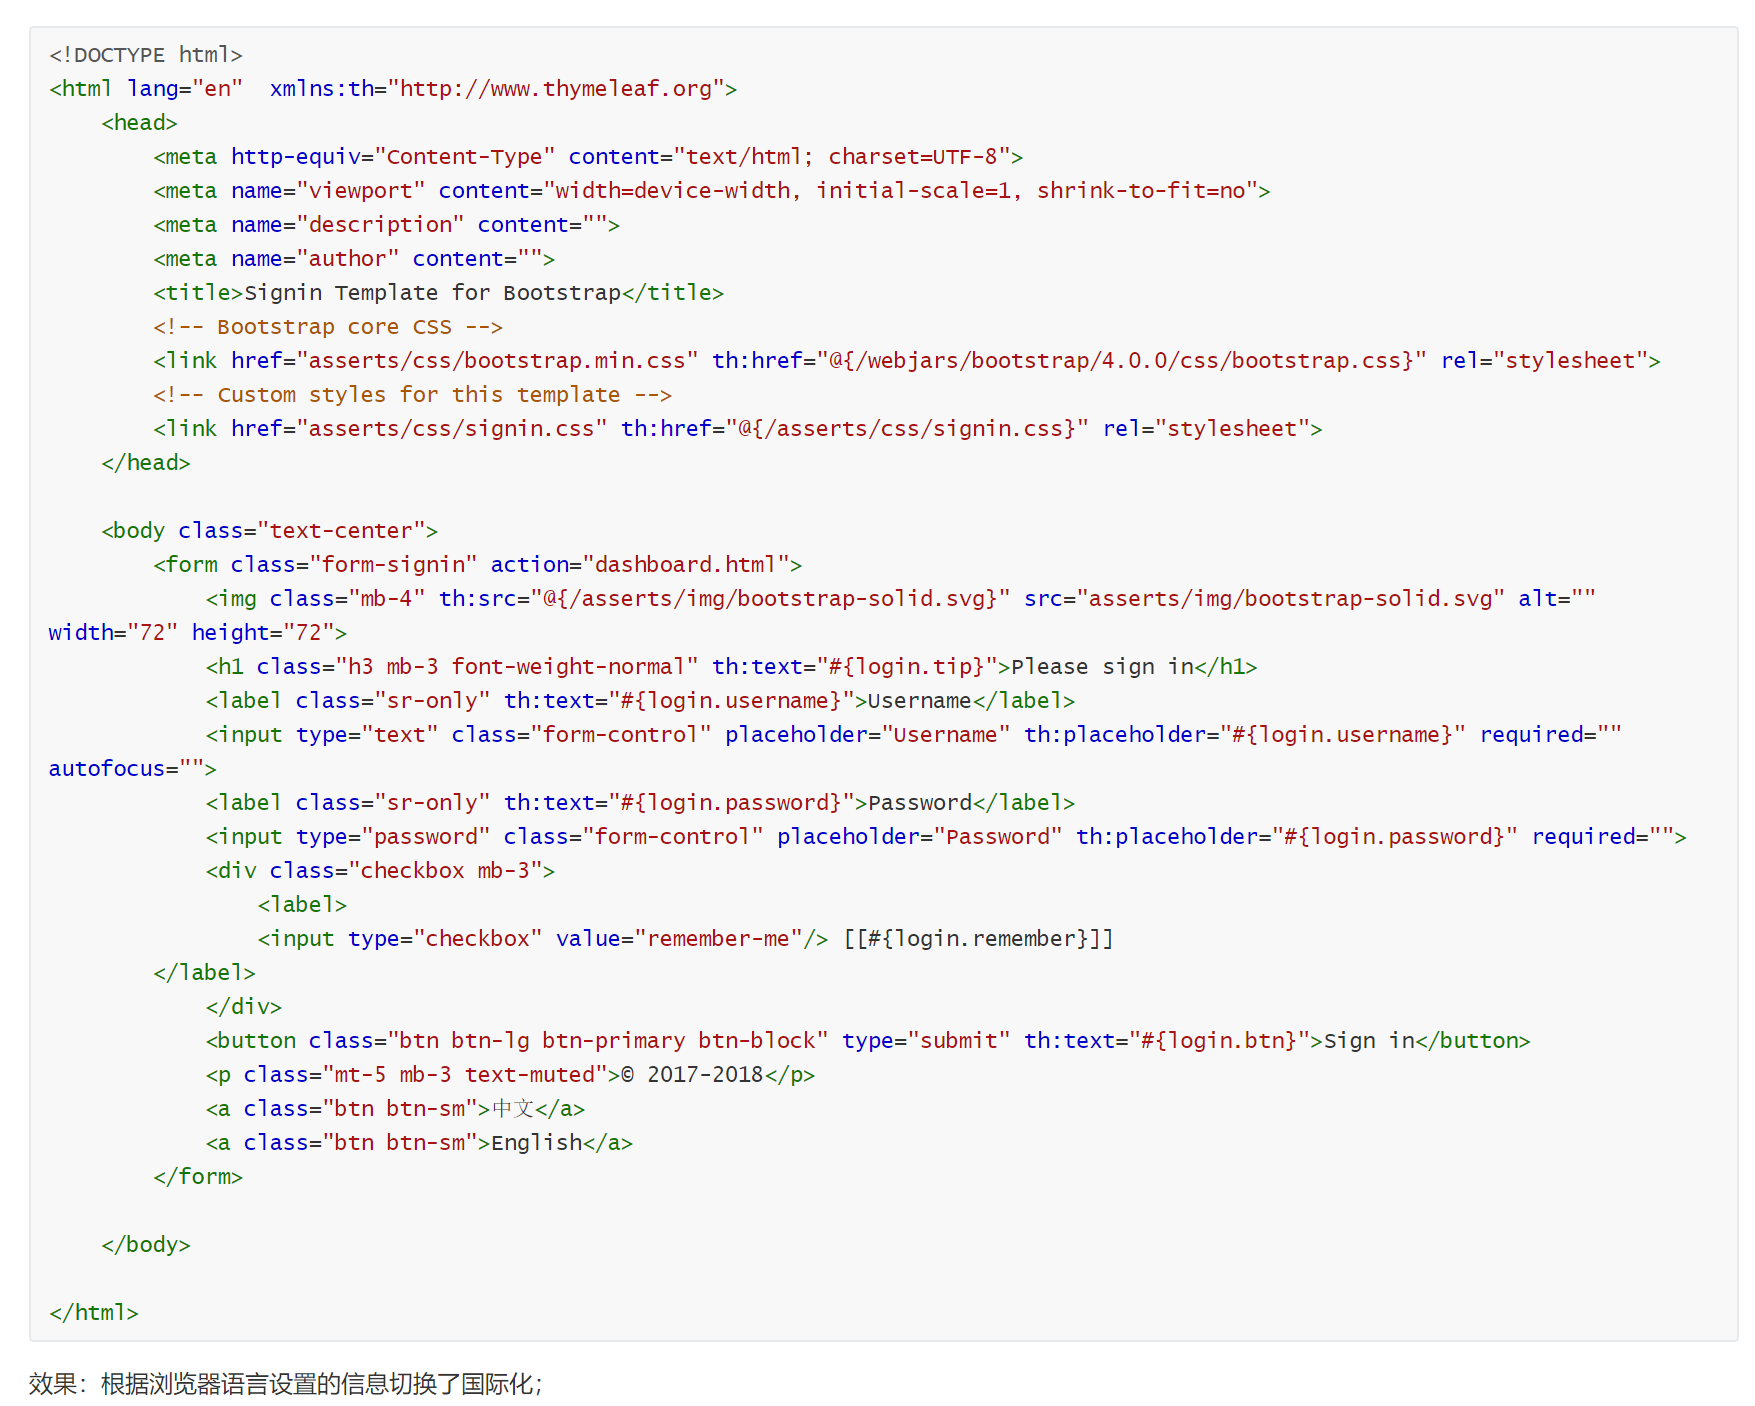 <!DOCTYPE html>
<html lang="en"  xmlns:th="http://www.thymeleaf.org">
    <head>
        <meta http-equiv="Content-Type" content="text/html; charset=UTF-8">
        <meta name="viewport" content="width=device-width, initial-scale=1, shrink-to-fit=no">
        <meta name="description" content="">
        <meta name="author" content="">
        <title>Signin Template for Bootstrap</title>
        <!-- Bootstrap core CSS -->
        <link href="asserts/css/bootstrap.min.css" th:href="@{/webjars/bootstrap/4.0.0/css/bootstrap.css}" rel="stylesheet">
        <!-- Custom styles for this template -->
        <link href="asserts/css/signin.css" th:href="@{/asserts/css/signin.css}" rel="stylesheet">
    </head>

    <body class="text-center">
        <form class="form-signin" action="dashboard.html">
            <img class="mb-4" th:src="@{/asserts/img/bootstrap-solid.svg}" src="asserts/img/bootstrap-solid.svg" alt=""
width="72" height="72">
            <h1 class="h3 mb-3 font-weight-normal" th:text="#{login.tip}">Please sign in</h1>
            <label class="sr-only" th:text="#{login.username}">Username</label>
            <input type="text" class="form-control" placeholder="Username" th:placeholder="#{login.username}" required=""
autofocus="">
            <label class="sr-only" th:text="#{login.password}">Password</label>
            <input type="password" class="form-control" placeholder="Password" th:placeholder="#{login.password}" required="">
            <div class="checkbox mb-3">
                <label>
                <input type="checkbox" value="remember-me"/> [[#{login.remember}]]
        </label>
            </div>
            <button class="btn btn-lg btn-primary btn-block" type="submit" th:text="#{login.btn}">Sign in</button>
            <p class="mt-5 mb-3 text-muted">© 2017-2018</p>
            <a class="btn btn-sm">中文</a>
            <a class="btn btn-sm">English</a>
        </form>

    </body>

</html>
效果：根据浏览器语言设置的信息切换了国际化；